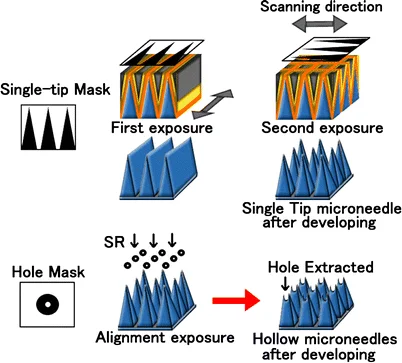 Scanning direction
Single-tip Mask
First exposure
Second exposure
Single Tip microneedle
after developing
SR
Hole Mask
Hole Extracted
Alignment exposure
Hollow microneedles
after developing